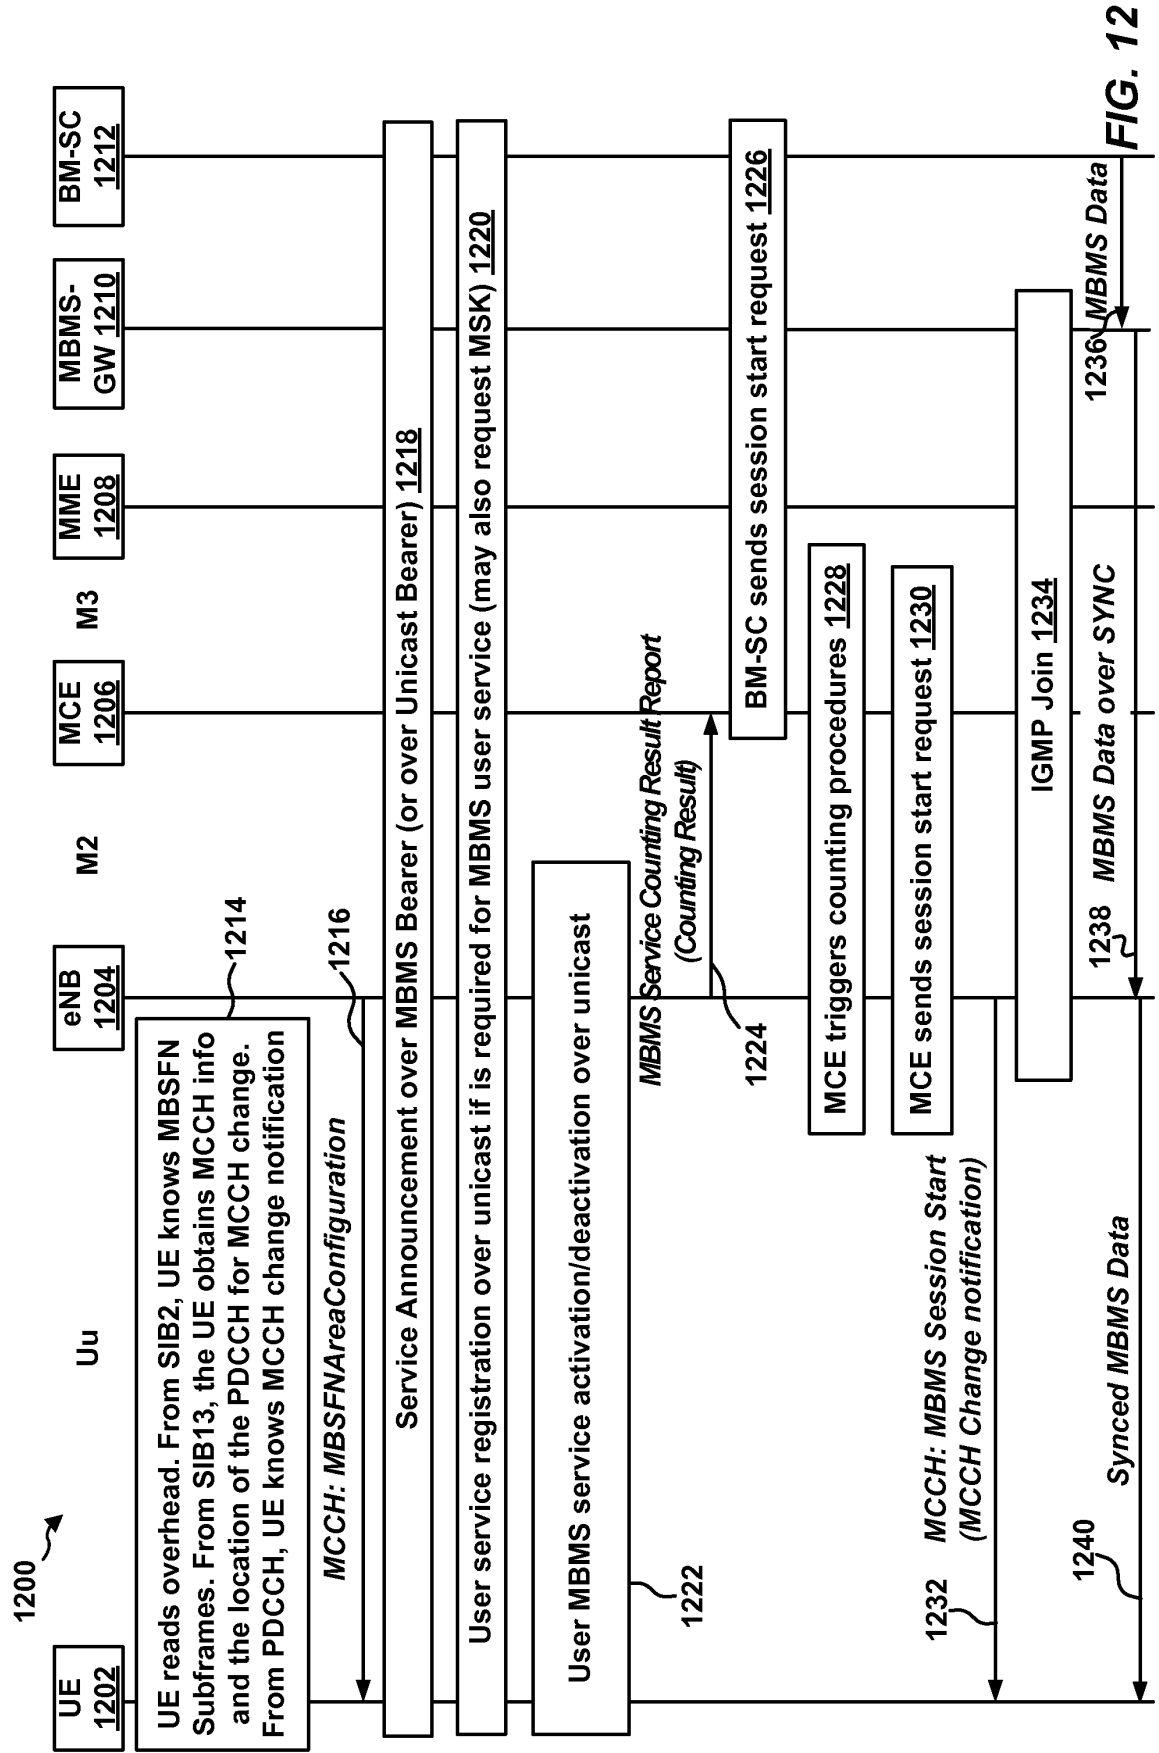 1200
UE
1202
Uu
eNB
1204
M2
MCE
1206
M3
MME
1208
MBMS-
GW 1210
BM-SC
1212
UE reads overhead. From SIB2, UE knows MBSFN
Subframes. From SIB13, the UE obtains MCCH info
and the location of the PDCCH for MCCH change.
From PDCCH, UE knows MCCH change notification
1214
MCCH: MBSFNAreaConfiguration
1216
Service Announcement over MBMS Bearer (or over Unicast Bearer) 1218
User service registration over unicast if is required for MBMS user service (may also request MSK) 1220
User MBMS service activation/deactivation over unicast
1222
MBMS Service Counting Result Report
(Counting Result)
1224
BM-SC sends session start request 1226
MCE triggers counting procedures 1228
MCE sends session start request 1230
MCCH: MBMS Session Start
(MCCH Change notification)
1232
IGMP Join 1234
1236
MBMS Data
1238
MBMS Data over SYNC
1240
Synced MBMS Data
FIG. 12